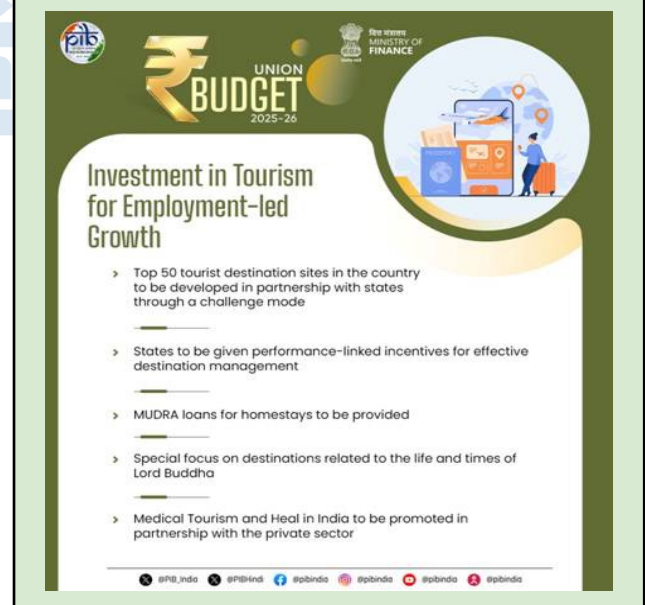 pib
वित्त मंत्रालय
MINISTRY OF
FINANCE
UNION
BUDGET
2025-26
PASSPORT
Investment in Tourism
for Employment-led
Growth
Top 50 tourist destination sites in the country
to be developed in partnership with states
through a challenge mode
States to be given performance-linked incentives for effective
destination management
MUDRA loans for homestays to be provided
Special focus on destinations related to the life and times of
Lord Buddha
Medical Tourism and Heal in India to be promoted in
partnership with the private sector
@PIB_India @PIBHindi @pibindia @pibindia @pibindia @pibindia